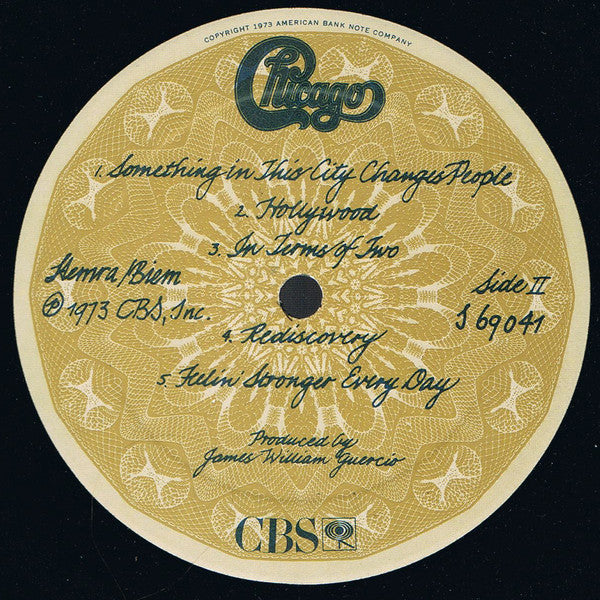 COPYRIGHT 1973 AMERICAN BANK NOTE COMPANY
Chicago
1. Something in This City Changes People
2. Hollywood
3. In Terms of Two
Stemra/Biem
℗ 1973 CBS, Inc.
Side II
S 69041
4. Rediscovery
5. Feelin' Stronger Every Day
Produced by
James William Guercio
CBS